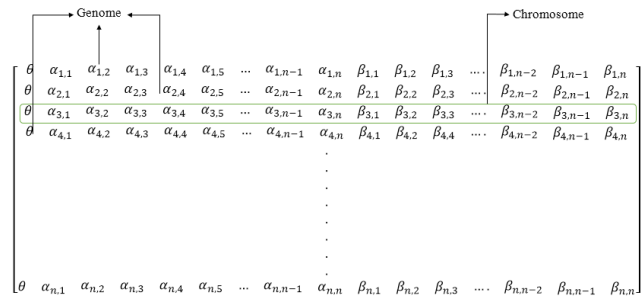 Genome Chromosome
θ α1,1 α1,2 α1,3 α1,4 α1,5 ... α1,n−1 α1,n β1,1 β1,2 β1,3 .... β1,n−2 β1,n−1 β1,n
θ α2,1 α2,2 α2,3 α2,4 α2,5 ... α2,n−1 α2,n β2,1 β2,2 β2,3 .... β2,n−2 β2,n−1 β2,n
θ α3,1 α3,2 α3,3 α3,4 α3,5 ... α3,n−1 α3,n β3,1 β3,2 β3,3 .... β3,n−2 β3,n−1 β3,n
θ α4,1 α4,2 α4,3 α4,4 α4,5 ... α4,n−1 α4,n β4,1 β4,2 β4,4 .... β4,n−2 β4,n−1 β4,n
.
.
.
.
.
.
.
θ αn,1 αn,2 αn,3 αn,4 αn,5 ... αn,n−1 αn,n βn,1 βn,2 βn,3 .... βn,n−2 βn,n−1 βn,n